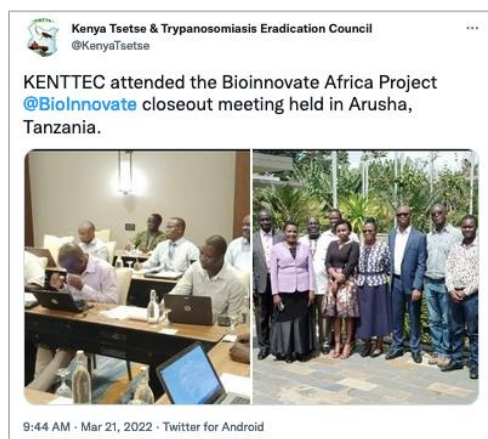 Kenya Tsetse & Trypanosomiasis Eradication Council
@KenyaTsetse
KENTTEC attended the Bioinnovate Africa Project
@BioInnovate closeout meeting held in Arusha,
Tanzania.
9:44 AM · Mar 21, 2022 · Twitter for Android